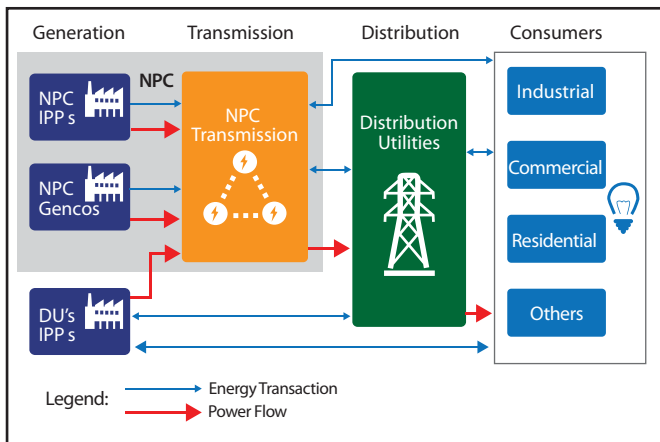 Generation
Transmission
Distribution
Consumers
NPC
NPC
IPP s
NPC
Gencos
DU's
IPP s
NPC
Transmission
Distribution
Utilities
Industrial
Commercial
Residential
Others
Legend:
Energy Transaction
Power Flow